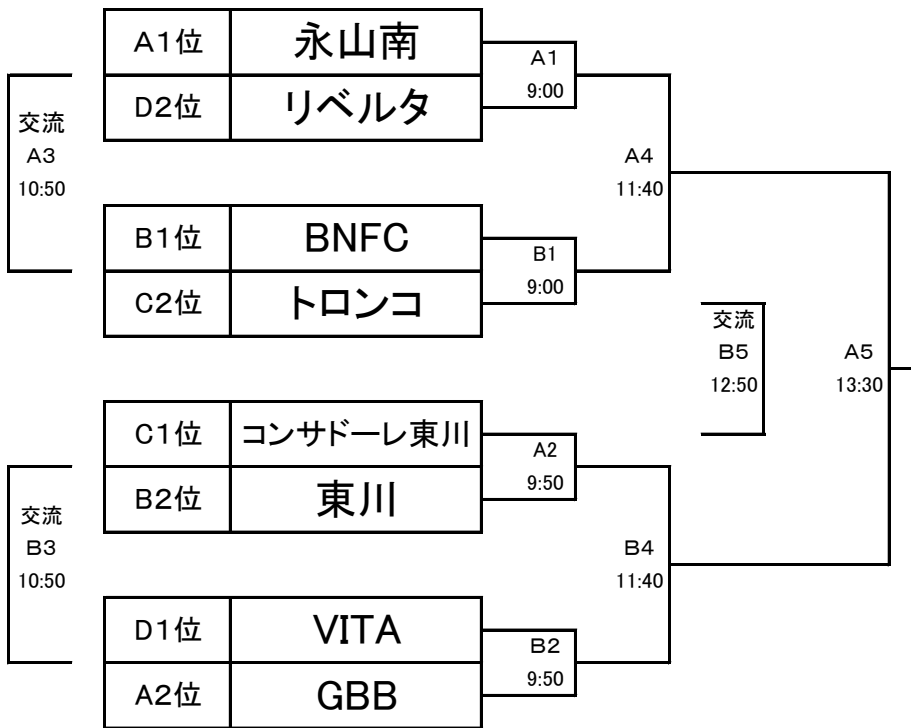 A1位 永山南
D2位 リベルタ
A1
9:00
交流
A3
10:50
A4
11:40
B1位 BNFC
C2位 トロンコ
B1
9:00
交流
B5
12:50
A5
13:30
C1位 コンサドーレ東川
B2位 東川
A2
9:50
交流
B3
10:50
B4
11:40
D1位 VITA
A2位 GBB
B2
9:50